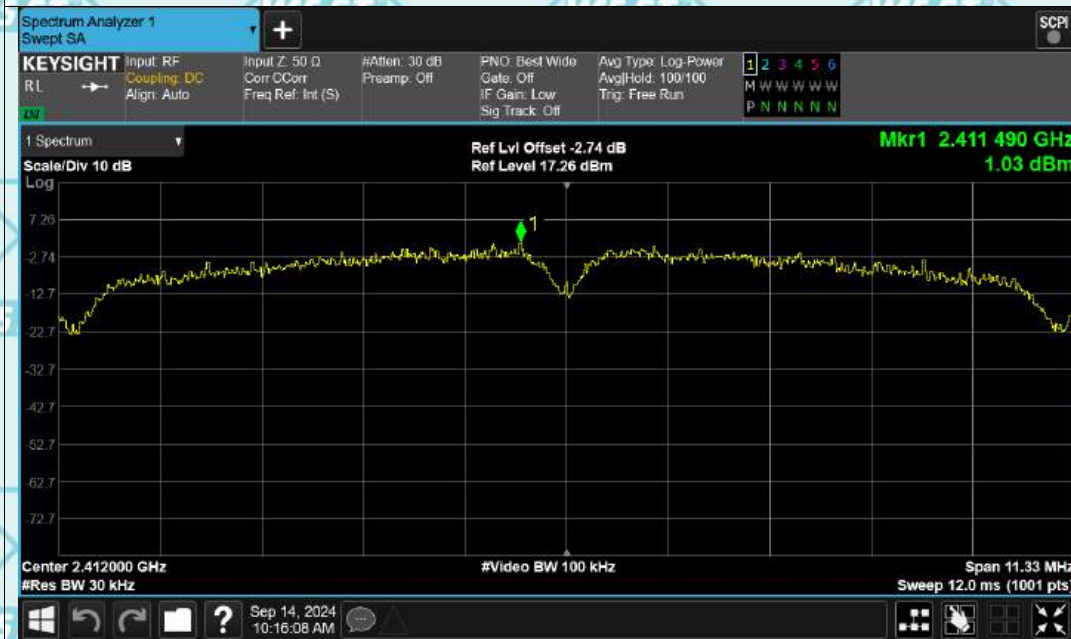 Spectrum Analyzer 1
Swept SA
+
SCPI
KEYSIGHT
RL
LXI
Input: RF
Coupling: DC
Align: Auto
Input Z: 50 Ω
Corr CCorr
Freq Ref: Int (S)
#Atten: 30 dB
Preamp: Off
PNO: Best Wide
Gate: Off
IF Gain: Low
Sig Track: Off
Avg Type: Log-Power
Avg|Hold: 100/100
Trig: Free Run
1 2 3 4 5 6
M W W W W W
P N N N N N
1 Spectrum
Scale/Div 10 dB
Log
Ref Lvl Offset -2.74 dB
Ref Level 17.26 dBm
Mkr1 2.411 490 GHz
1.03 dBm
1
7.26
-2.74
-12.7
-22.7
-32.7
-42.7
-52.7
-62.7
-72.7
Center 2.412000 GHz
#Res BW 30 kHz
#Video BW 100 kHz
Span 11.33 MHz
Sweep 12.0 ms (1001 pts)
?
Sep 14, 2024
10:16:08 AM